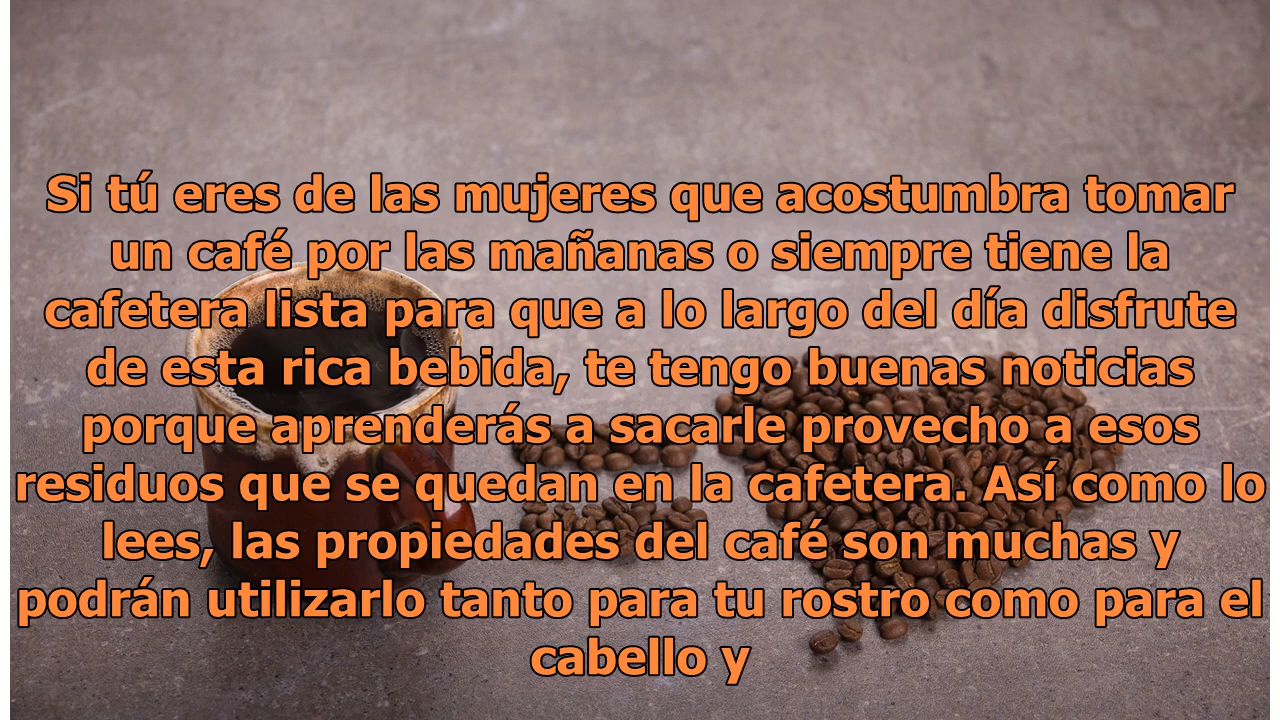 Si tú eres de las mujeres que acostumbra tomar
un café por las mañanas o siempre tiene la
cafetera lista para que a lo largo del día disfrute
de esta rica bebida, te tengo buenas noticias
porque aprenderás a sacarle provecho a esos
residuos que se quedan en la cafetera. Así como lo
lees, las propiedades del café son muchas y
podrán utilizarlo tanto para tu rostro como para el
cabello y